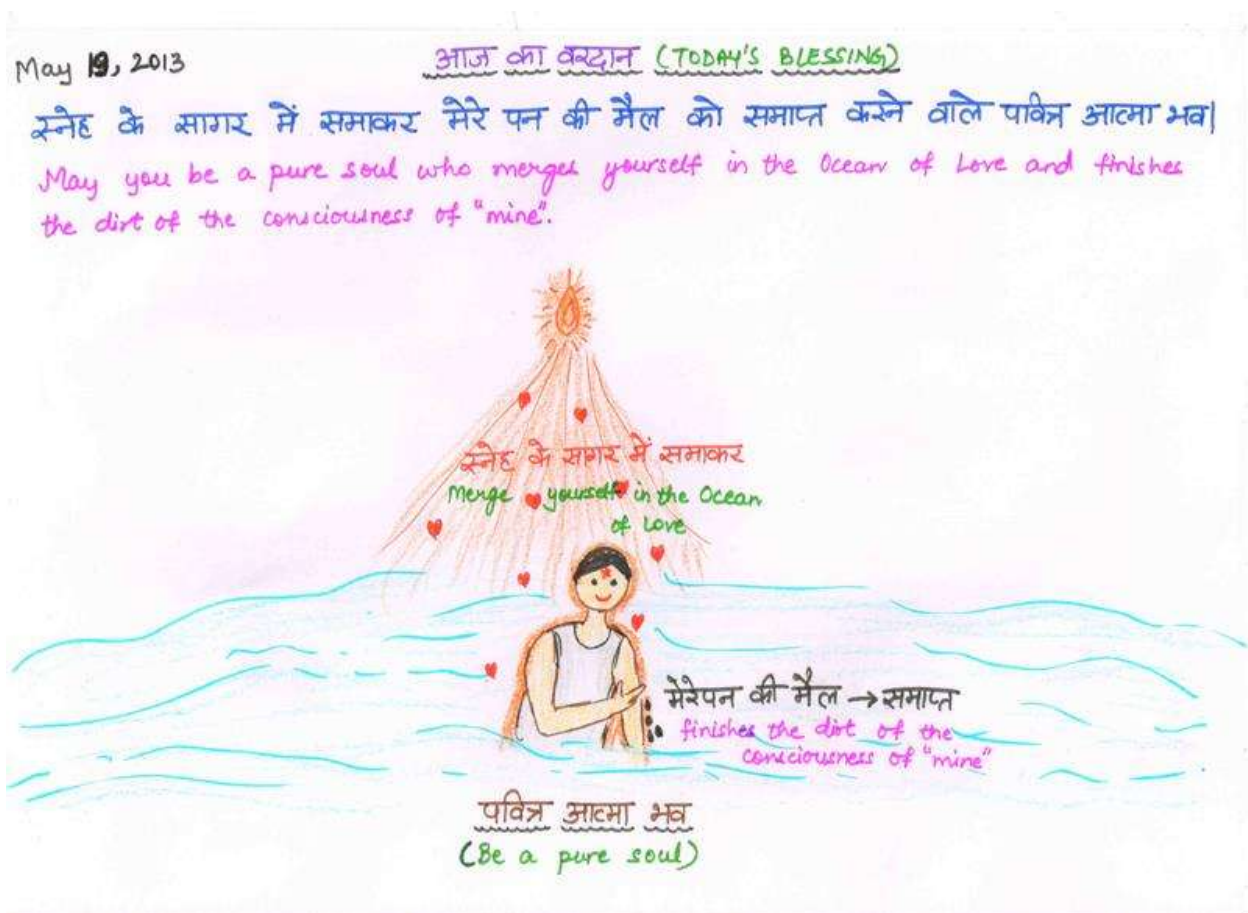 May 19, 2013
आज का वरदान (TODAY'S BLESSING)
स्नेह के सागर में समाकर मेरे पन की मैल को समाप्त करने वाले पवित्र आत्मा भव|
May you be a pure soul who merges yourself in the Ocean of Love and finishes
the dirt of the consciousness of "mine".
स्नेह के सागर में समाकर
Merge yourself in the Ocean
of Love
मेरेपन की मैल → समाप्त
finishes the dirt of the
consciousness of "mine"
पवित्र आत्मा भव
(Be a pure soul)